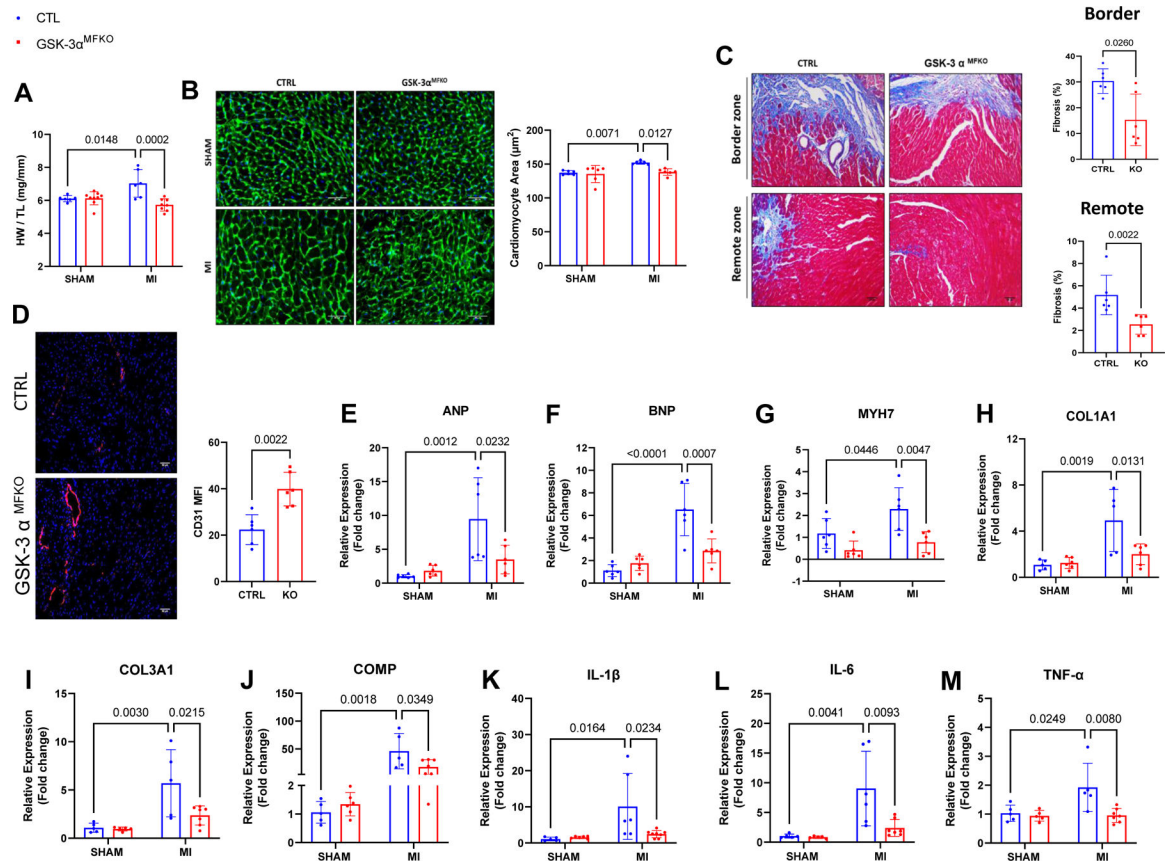 CTL
GSK-3α^MFKO
A
HW / TL (mg/mm)
10
8
6
4
2
0.0148
0.0002
SHAM
MI
B
CTRL
GSK-3α^MFKO
SHAM
MI
Cardiomyocyte Area (µm²)
200
150
100
50
0
0.0071
0.0127
SHAM
MI
C
CTRL
GSK-3 α ^MFKO
Border zone
Remote zone
Border
Fibrosis (%)
40
30
20
10
0
0.0260
CTRL
KO
Remote
Fibrosis (%)
10
8
6
4
2
0
0.0022
CTRL
KO
D
CTRL
GSK-3 α ^MFKO
CD31 MFI
60
40
20
0
0.0022
CTRL
KO
E
ANP
Relative Expression
(Fold change)
20
15
10
5
0
0.0012
0.0232
SHAM
MI
F
BNP
Relative Expression
(Fold change)
15
10
5
0
<0.0001
0.0007
SHAM
MI
G
MYH7
Relative Expression
(Fold change)
5
4
3
2
1
0
-1
0.0446
0.0047
SHAM
MI
H
COL1A1
Relative Expression
(Fold change)
15
10
5
0
0.0019
0.0131
SHAM
MI
I
COL3A1
Relative Expression
(Fold change)
15
10
5
0
0.0030
0.0215
SHAM
MI
J
COMP
Relative Expression
(Fold change)
150
100
50
2
1
0
0.0018
0.0349
SHAM
MI
K
IL-1β
Relative Expression
(Fold change)
40
30
20
10
0
0.0164
0.0234
SHAM
MI
L
IL-6
Relative Expression
(Fold change)
25
20
15
10
5
0
0.0041
0.0093
SHAM
MI
M
TNF-α
Relative Expression
(Fold change)
5
4
3
2
1
0
0.0249
0.0080
SHAM
MI